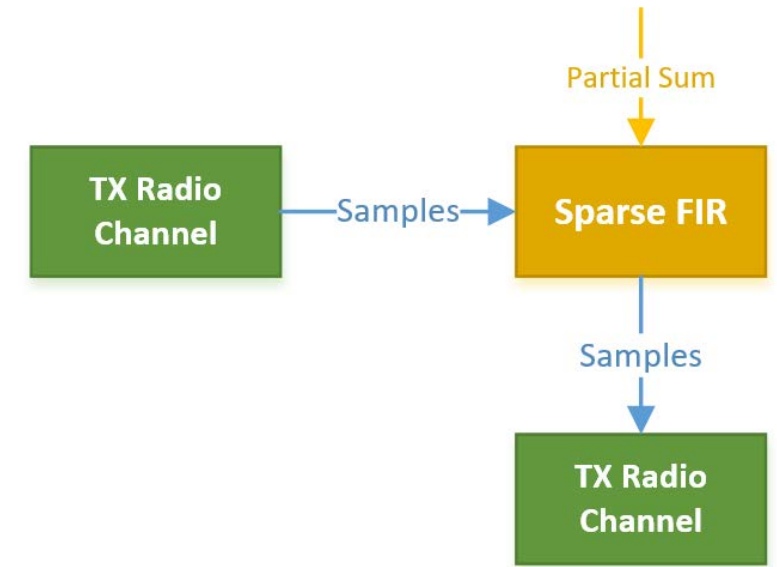 Partial Sum
TX Radio
Channel
Samples
Sparse FIR
Samples
TX Radio
Channel